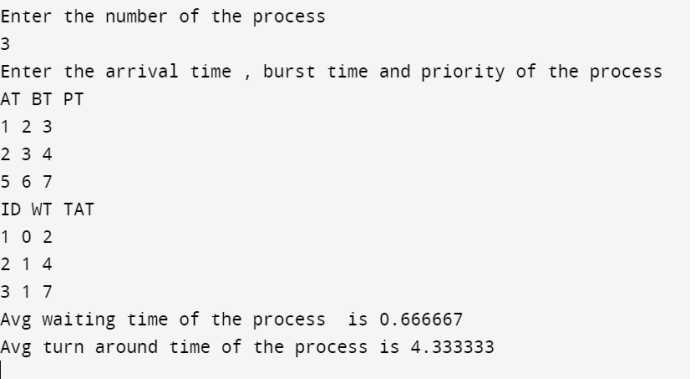 Enter the number of the process
3
Enter the arrival time , burst time and priority of the process
AT BT PT
1 2 3
2 3 4
5 6 7
ID WT TAT
1 0 2
2 1 4
3 1 7
Avg waiting time of the process  is 0.666667
Avg turn around time of the process is 4.333333